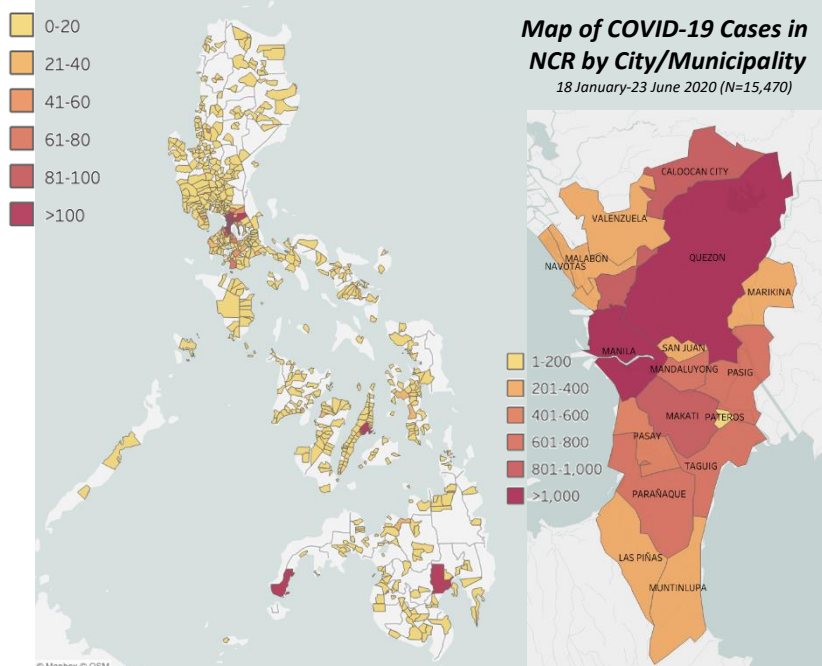 0-20
21-40
41-60
61-80
81-100
>100
Map of COVID-19 Cases in
NCR by City/Municipality
18 January-23 June 2020 (N=15,470)
CALOOCAN CITY
VALENZUELA
MALABON
NAVOTAS
QUEZON
MARIKINA
MANILA
SAN JUAN
MANDALUYONG
PASIG
MAKATI
PATEROS
PASAY
TAGUIG
PARAÑAQUE
LAS PIÑAS
MUNTINLUPA
1-200
201-400
401-600
601-800
801-1,000
>1,000
© Mapbox © OSM